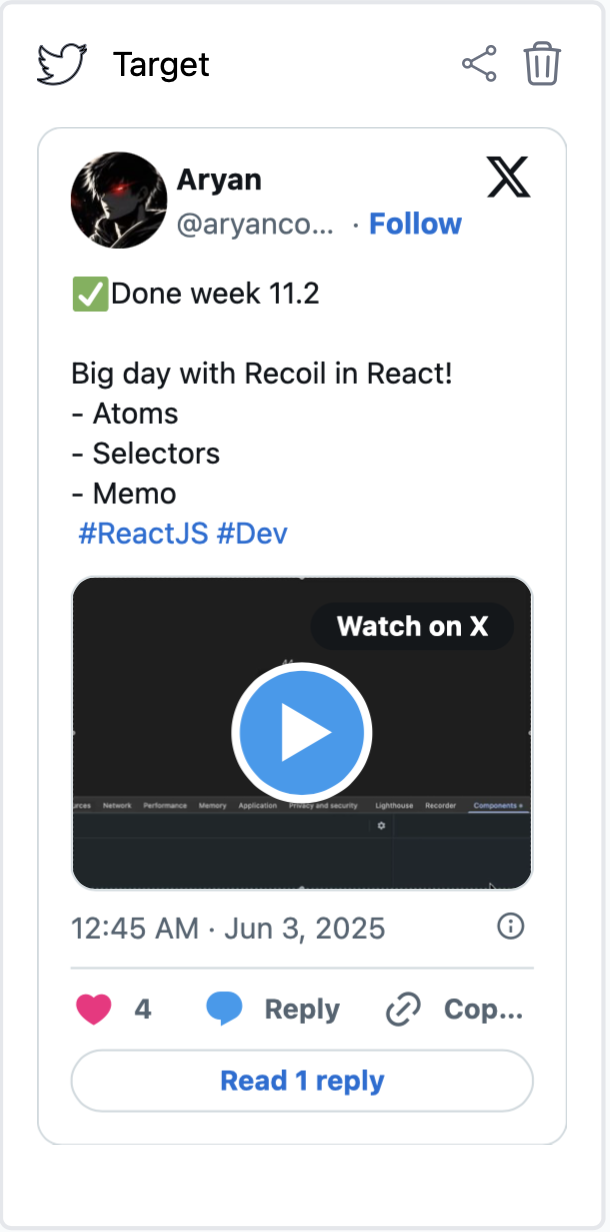 Target
Aryan
@aryanco... · Follow
✅Done week 11.2
Big day with Recoil in React!
- Atoms
- Selectors
- Memo
#ReactJS #Dev
Watch on X
Network Performance Memory Application Privacy and security Lighthouse Recorder Components
12:45 AM · Jun 3, 2025
4 Reply Cop...
Read 1 reply